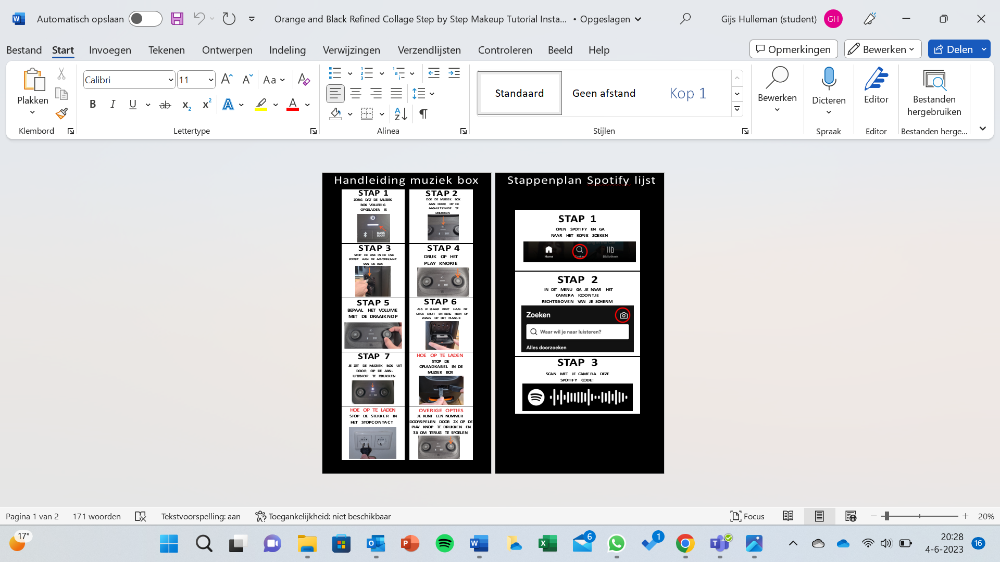 Automatisch opslaan
Orange and Black Refined Collage Step by Step Makeup Tutorial Insta... • Opgeslagen
Gijs Hulleman (student)
GH
Bestand Start Invoegen Tekenen Ontwerpen Indeling Verwijzingen Verzendlijsten Controleren Beeld Help
Opmerkingen
Bewerken
Delen
Plakken
Klembord
Calibri
11
Lettertype
Alinea
Standaard
Geen afstand
Kop 1
Stijlen
Bewerken
Dicteren
Spraak
Editor
Editor
Bestanden
hergebruiken
Bestanden herge...
Handleiding muziek box
STAP 1
ZORG DAT DE MUZIEK
BOX VOLLEDIG
OPGELADEN IS
BASS
BOOST
STAP 2
DOE DE MUZIEK BOX
AAN DOOR OP DE
AAN-UITKNOP TE
DRUKKEN
STAP 3
STOP DE USB IN DE USB
POORT AAN DE ACHTERKANT
VAN DE BOX
STAP 4
DRUK OP HET
PLAY KNOPJE
STAP 5
BEPAAL HET VOLUME
MET DE DRAAIKNOP
STAP 6
ALS JE KLAAR BENT HAAL DE
STICK ERUIT EN BERG HEM OP
ZOALS OP HET PLAATJE
STAP 7
JE ZET DE MUZIEK BOX UIT
DOOR OP DE AAN-
UITKNOP TE DRUKKEN
HOE OP TE LADEN
STOP DE
OPLAADKABEL IN DE
MUZIEK BOX
HOE OP TE LADEN
STOP DE STEKKER IN
HET STOPCONTACT
OVERIGE OPTIES
JE KUNT EEN NUMMER
DOORSPELEN DOOR 2X OP DE
PLAY KNOP TE DRUKKEN EN
3X OM TERUG TE SPOELEN
Stappenplan Spotify lijst
STAP 1
OPEN SPOTIFY EN GA
NAAR HET KOPJE ZOEKEN
Home
Zoeken
Bibliotheek
STAP 2
IN DIT MENU GA JE NAAR HET
CAMERA ICOONTJE
RECHTSBOVEN VAN JE SCHERM
Zoeken
Waar wil je naar luisteren?
Alles doorzoeken
STAP 3
SCAN MET JE CAMERA DEZE
SPOTIFY CODE:
Pagina 1 van 2
171 woorden
Tekstvoorspelling: aan
Toegankelijkheid: niet beschikbaar
Focus
20%
17°
6
1
20:28
4-6-2023
16